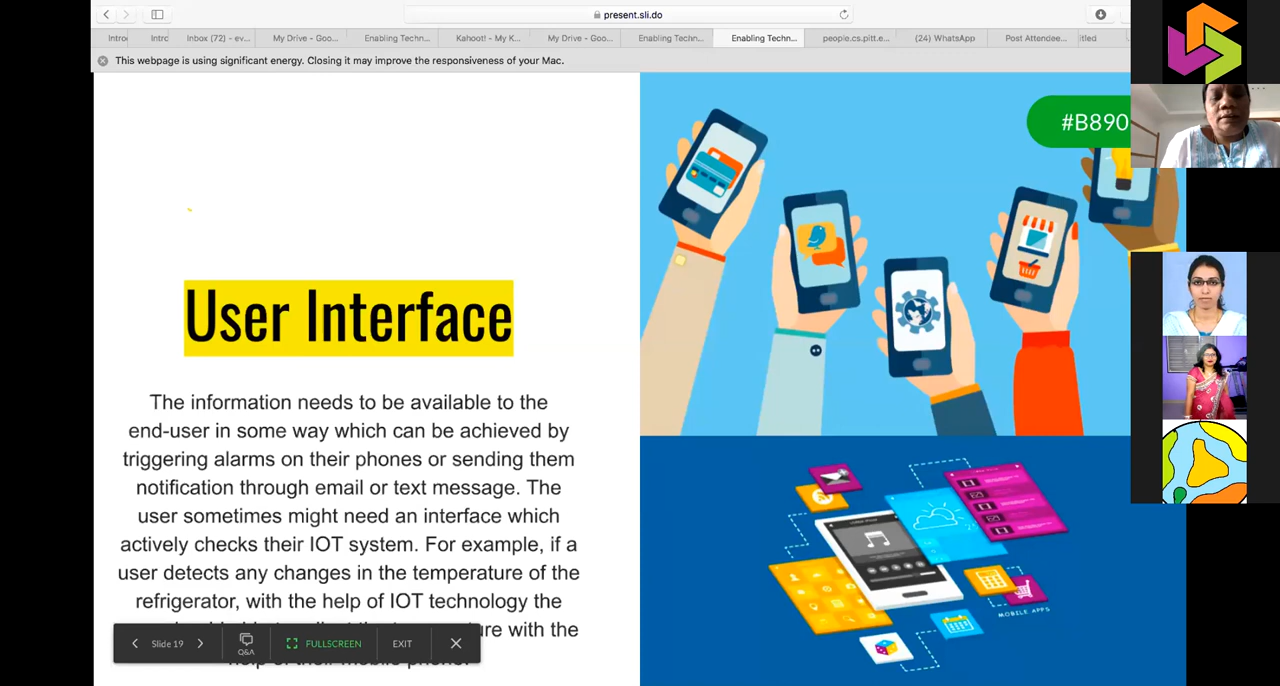 present.sli.do
Intro
Intro
Inbox (72) - ev...
My Drive - Goo...
Enabling Techn...
Kahoot! - My K...
My Drive - Goo...
Enabling Techn...
Enabling Techn...
people.cs.pitt.e...
(24) WhatsApp
Post Attendee...
itled
This webpage is using significant energy. Closing it may improve the responsiveness of your Mac.
#B890
User Interface
The information needs to be available to the
end-user in some way which can be achieved by
triggering alarms on their phones or sending them
notification through email or text message. The
user sometimes might need an interface which
actively checks their IOT system. For example, if a
user detects any changes in the temperature of the
refrigerator, with the help of IOT technology the
with the
help of their mobile phone.
Slide 19
Q&A
FULLSCREEN
EXIT
MOBILE APPS